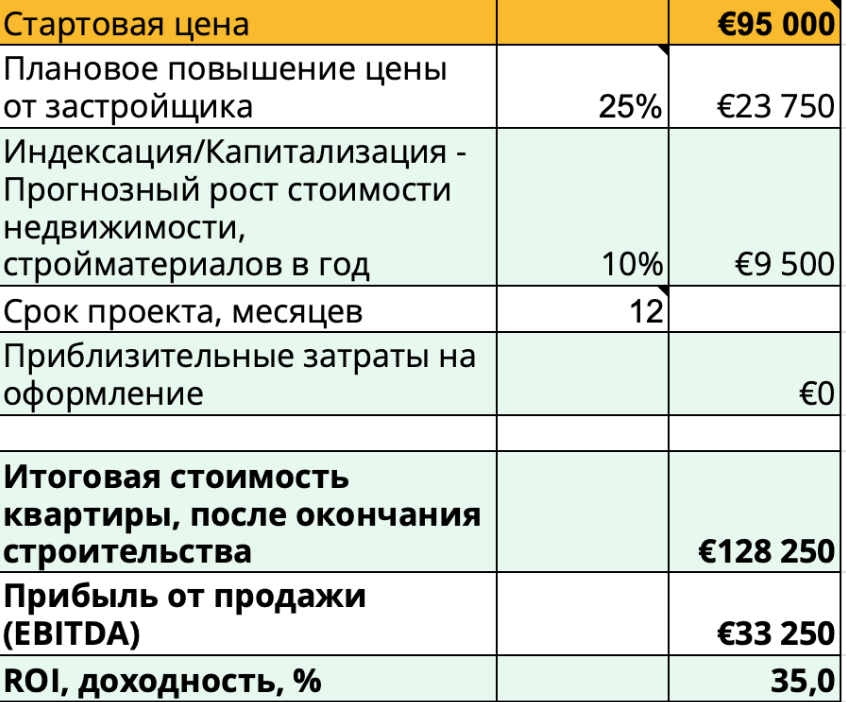 Стартовая цена €95 000
Плановое повышение цены
от застройщика 25% €23 750
Индексация/Капитализация -
Прогнозный рост стоимости
недвижимости,
стройматериалов в год 10% €9 500
Срок проекта, месяцев 12
Приблизительные затраты на
оформление €0
Итоговая стоимость
квартиры, после окончания
строительства €128 250
Прибыль от продажи
(EBITDA) €33 250
ROI, доходность, % 35,0